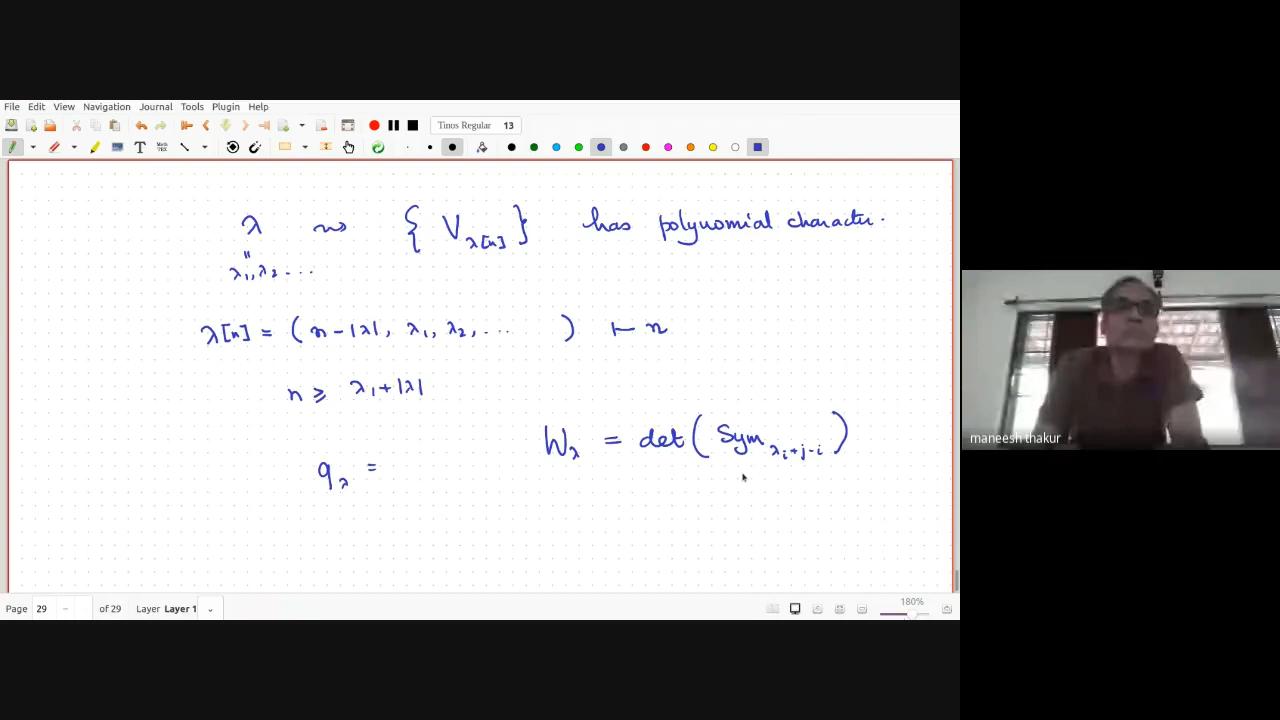 File Edit View Navigation Journal Tools Plugin Help
Tinos Regular 13
λ ⇝ { V_{λ[n]} } has polynomial character.
"
λ₁, λ₂ ...
λ[n] = ( n - |λ|, λ₁, λ₂, ... ) ⊢ n
n ≥ λ₁ + |λ|
W_λ = det ( Sym_{λ_i+j-i} )
q_λ =
maneesh thakur
Page 29 of 29 Layer Layer 1 180%